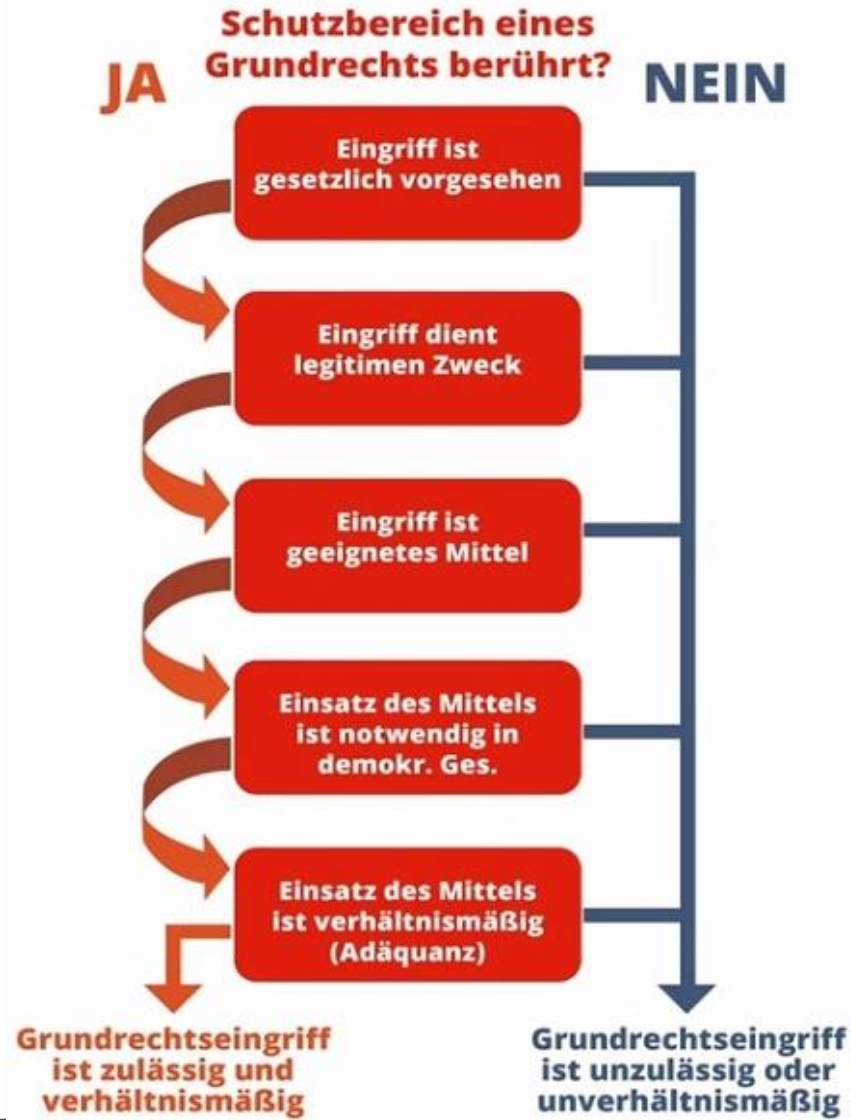 Schutzbereich eines
Grundrechts berührt?
JA
NEIN
Eingriff ist
gesetzlich vorgesehen
Eingriff dient
legitimen Zweck
Eingriff ist
geeignetes Mittel
Einsatz des Mittels
ist notwendig in
demokr. Ges.
Einsatz des Mittels
ist verhältnismäßig
(Adäquanz)
Grundrechtseingriff
ist zulässig und
verhältnismäßig
Grundrechtseingriff
ist unzulässig oder
unverhältnismäßig